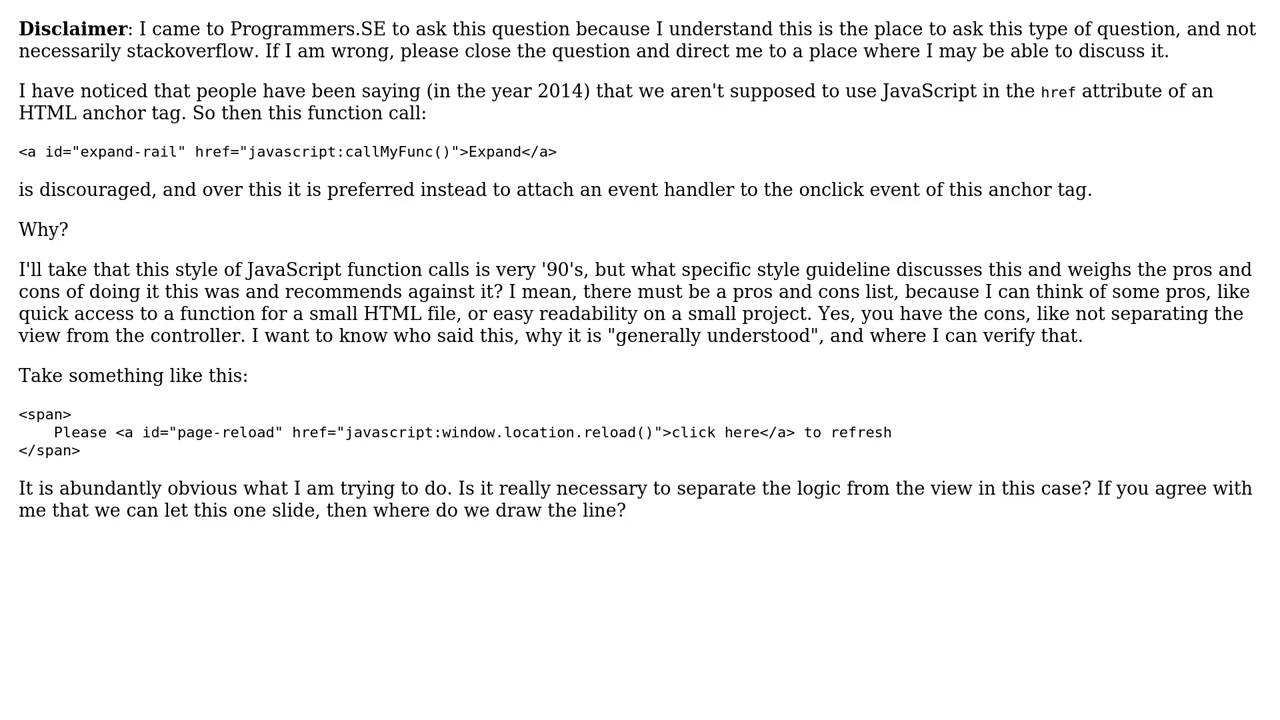 Disclaimer: I came to Programmers.SE to ask this question because I understand this is the place to ask this type of question, and not
necessarily stackoverflow. If I am wrong, please close the question and direct me to a place where I may be able to discuss it.
I have noticed that people have been saying (in the year 2014) that we aren't supposed to use JavaScript in the href attribute of an
HTML anchor tag. So then this function call:
<a id="expand-rail" href="javascript:callMyFunc()">Expand</a>
is discouraged, and over this it is preferred instead to attach an event handler to the onclick event of this anchor tag.
Why?
I'll take that this style of JavaScript function calls is very '90's, but what specific style guideline discusses this and weighs the pros and
cons of doing it this was and recommends against it? I mean, there must be a pros and cons list, because I can think of some pros, like
quick access to a function for a small HTML file, or easy readability on a small project. Yes, you have the cons, like not separating the
view from the controller. I want to know who said this, why it is "generally understood", and where I can verify that.
Take something like this:
<span>
    Please <a id="page-reload" href="javascript:window.location.reload()">click here</a> to refresh
</span>
It is abundantly obvious what I am trying to do. Is it really necessary to separate the logic from the view in this case? If you agree with
me that we can let this one slide, then where do we draw the line?